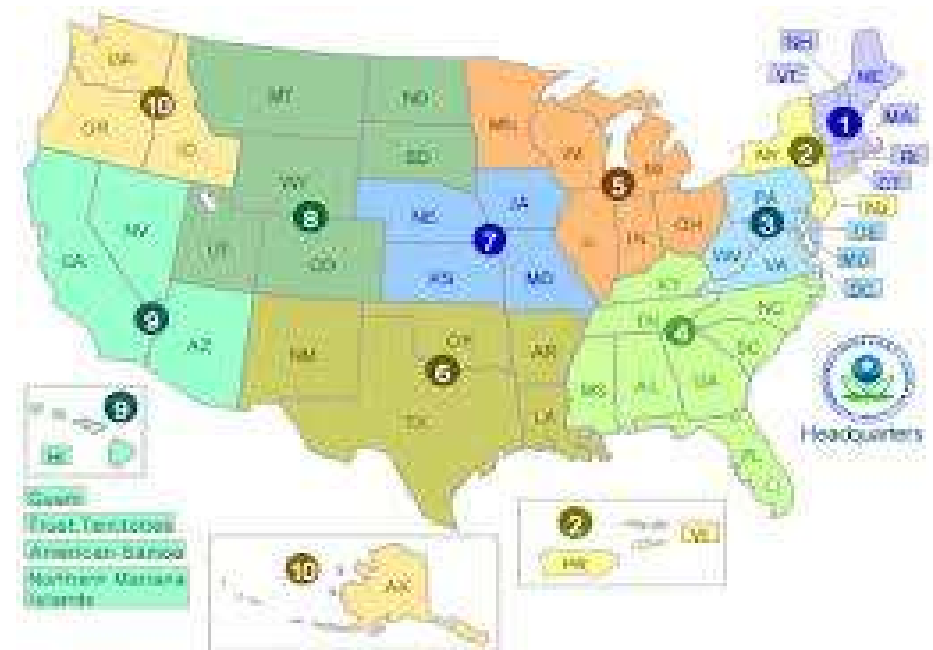 NH
VT
ME
MA
RI
CT
1
WA
10
OR
ID
MT
ND
SD
WY
8
UT
CO
MN
WI
MI
5
IL
IN
OH
NY
2
NJ
PA
3
WV
VA
DE
MD
DC
NE
IA
7
KS
MO
CA
NV
9
AZ
NM
OK
6
AR
TX
LA
KY
TN
4
NC
SC
MS
AL
GA
FL
Headquarters
9
HI
Guam
Trust Territories
American Samoa
Northern Mariana
Islands
10
AK
2
PR
VI